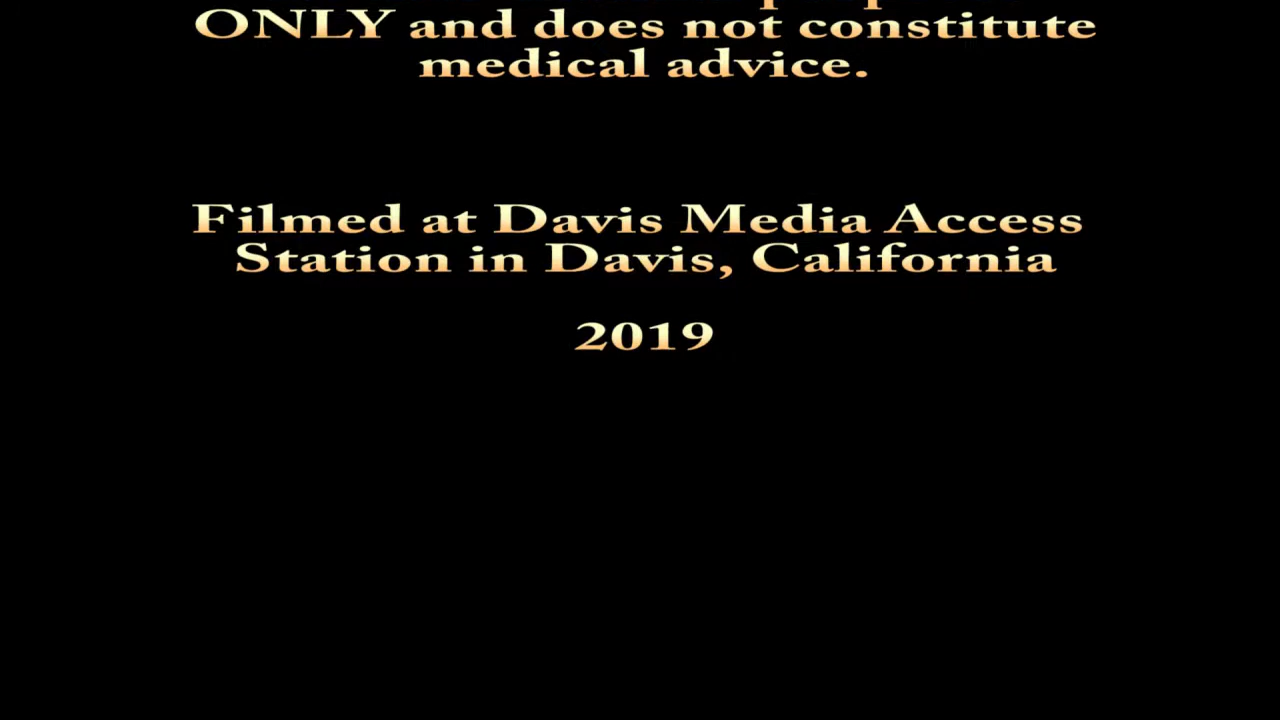 ONLY and does not constitute
medical advice.
Filmed at Davis Media Access
Station in Davis, California
2019